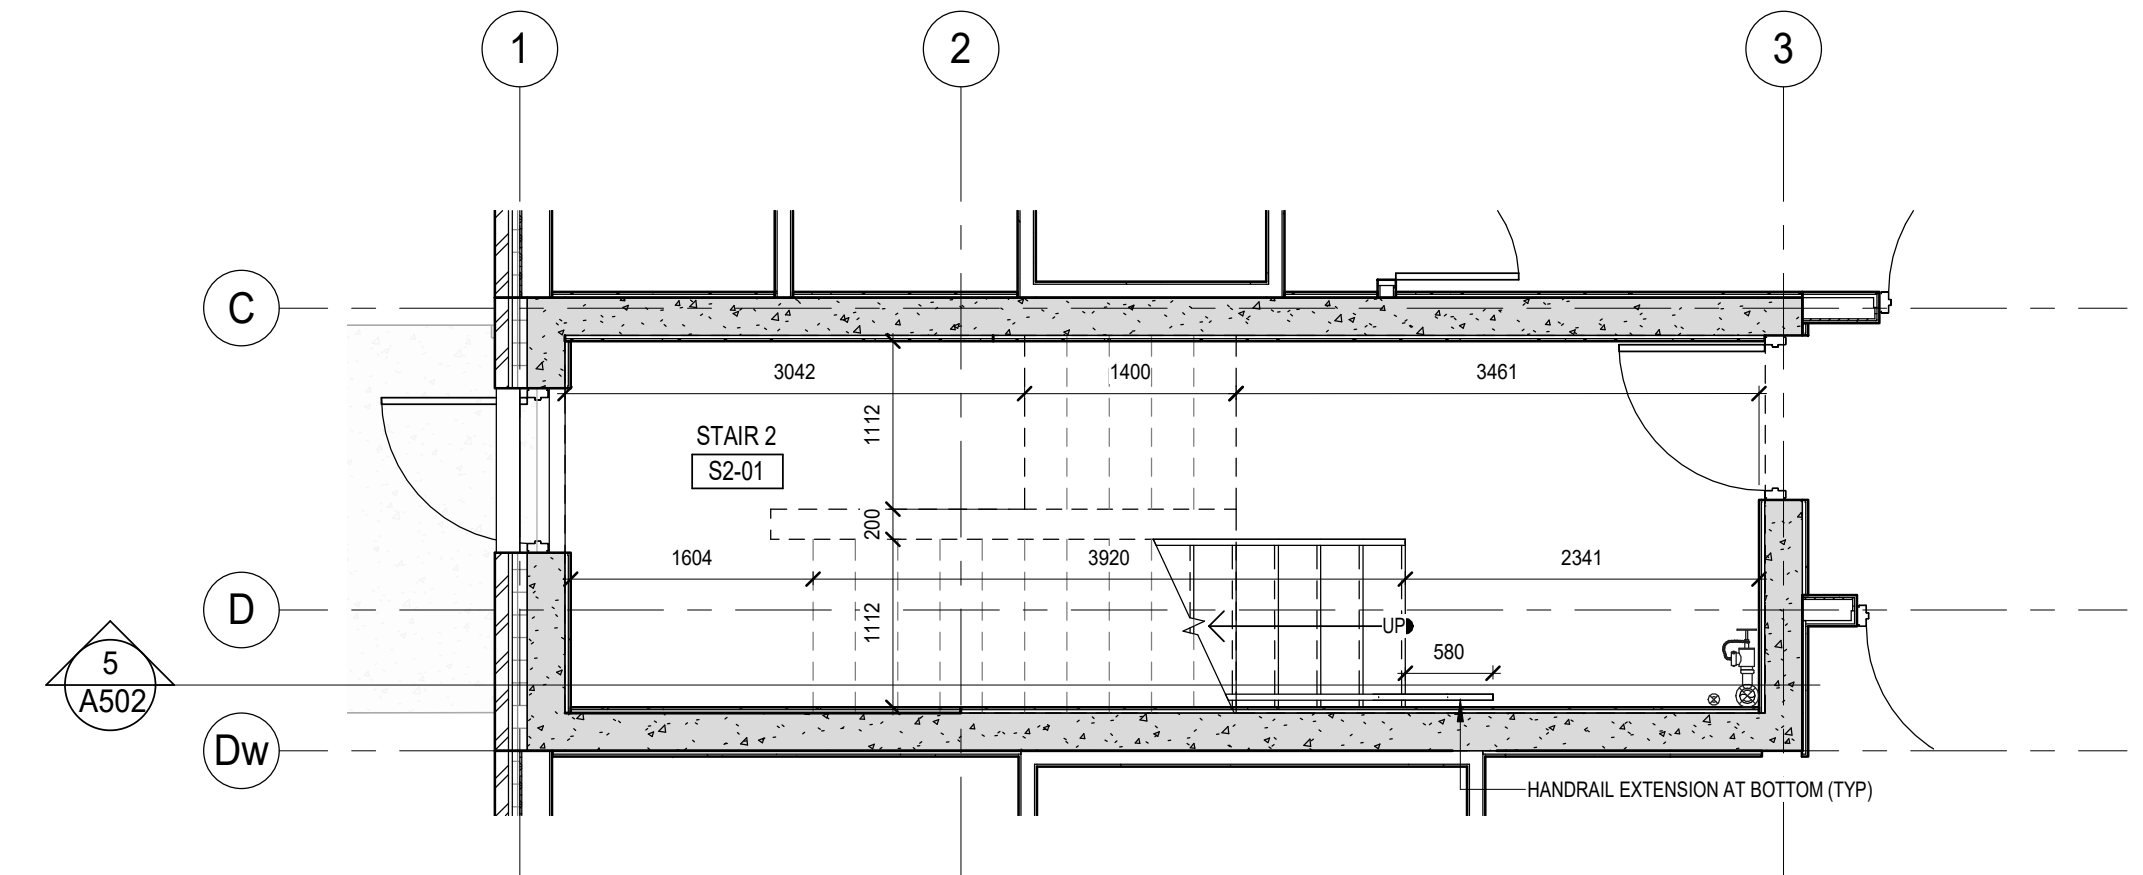 1
2
3
C
3042
1400
3461
1112
STAIR 2
S2-01
200
1604
3920
2341
D
1112
UP
580
5
A502
Dw
HANDRAIL EXTENSION AT BOTTOM (TYP)